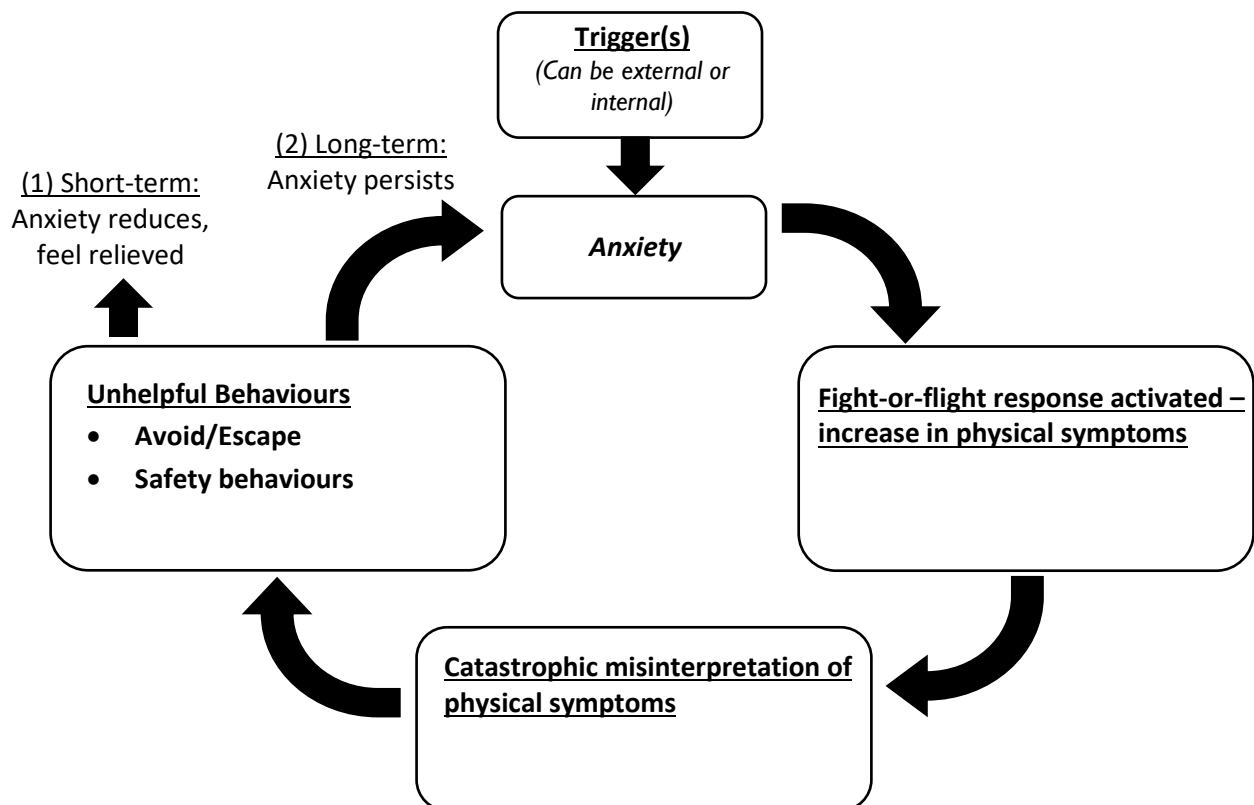 Trigger(s)
(Can be external or
internal)
(2) Long-term:
Anxiety persists
(1) Short-term:
Anxiety reduces,
feel relieved
Anxiety
Fight-or-flight response activated –
increase in physical symptoms
Catastrophic misinterpretation of
physical symptoms
Unhelpful Behaviours
• Avoid/Escape
• Safety behaviours